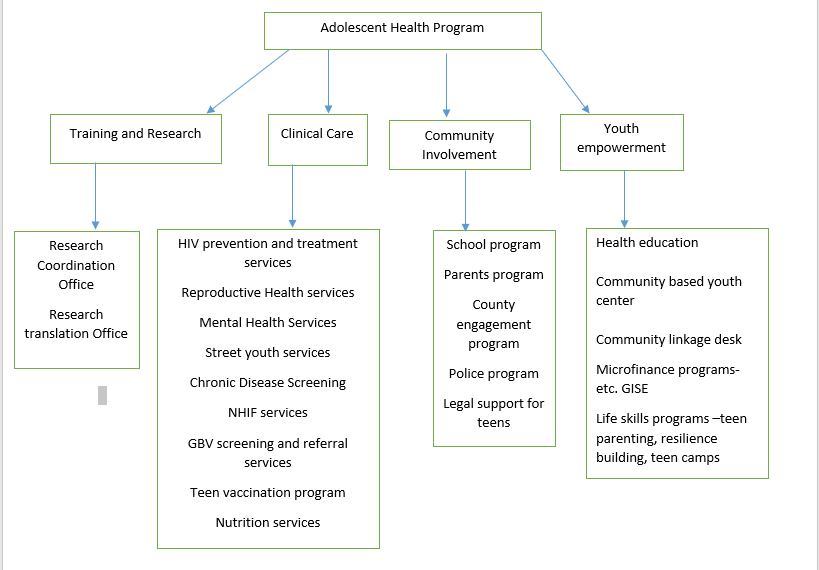 Adolescent Health Program
Training and Research
Clinical Care
Community
Involvement
Youth
empowerment
Research
Coordination
Office
Research
translation Office
HIV prevention and treatment
services
Reproductive Health services
Mental Health Services
Street youth services
Chronic Disease Screening
NHIF services
GBV screening and referral
services
Teen vaccination program
Nutrition services
School program
Parents program
County
engagement
program
Police program
Legal support for
teens
Health education
Community based youth
center
Community linkage desk
Microfinance programs-
etc. GISE
Life skills programs –teen
parenting, resilience
building, teen camps